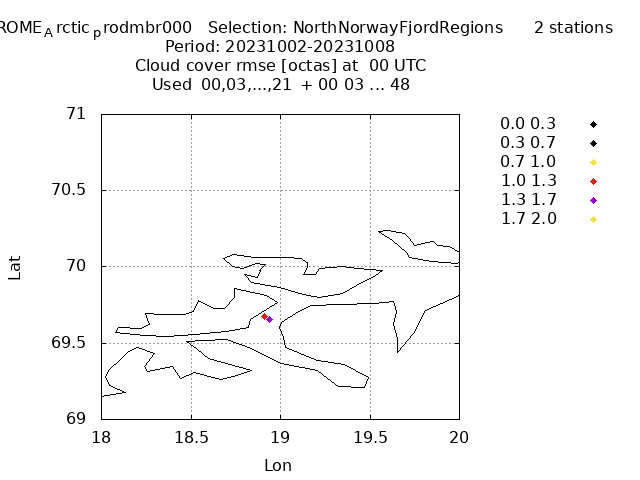 ROME A rctic p rodmbr000 Selection: NorthNorwayFjordRegions 2 stations
Period: 20231002-20231008
Cloud cover rmse [octas] at 00 UTC
Used 00,03,...,21 + 00 03 ... 48
71
70.5
70
69.5
69
18 18.5 19 19.5 20
Lat
Lon
0.0 0.3
0.3 0.7
0.7 1.0
1.0 1.3
1.3 1.7
1.7 2.0